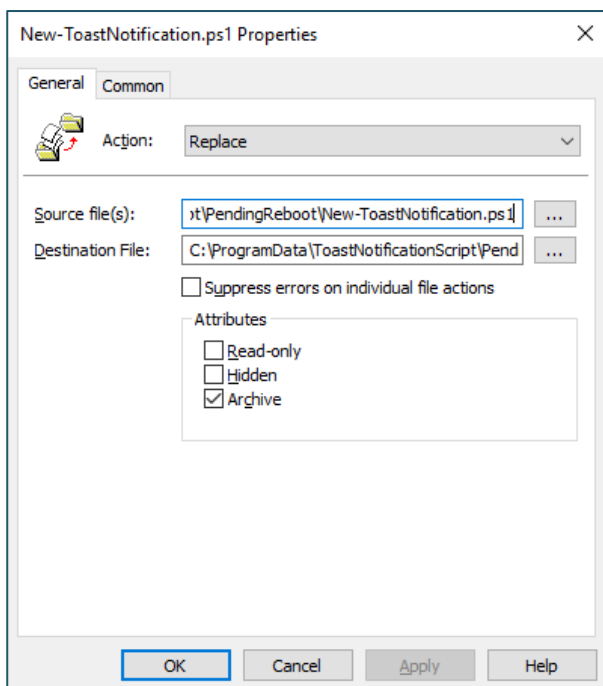 New-ToastNotification.ps1 Properties
General Common
Action: Replace
Source file(s): ot\PendingReboot\New-ToastNotification.ps1 ...
Destination File: C:\ProgramData\ToastNotificationScript\Pend ...
Suppress errors on individual file actions
Attributes
Read-only
Hidden
Archive
OK Cancel Apply Help